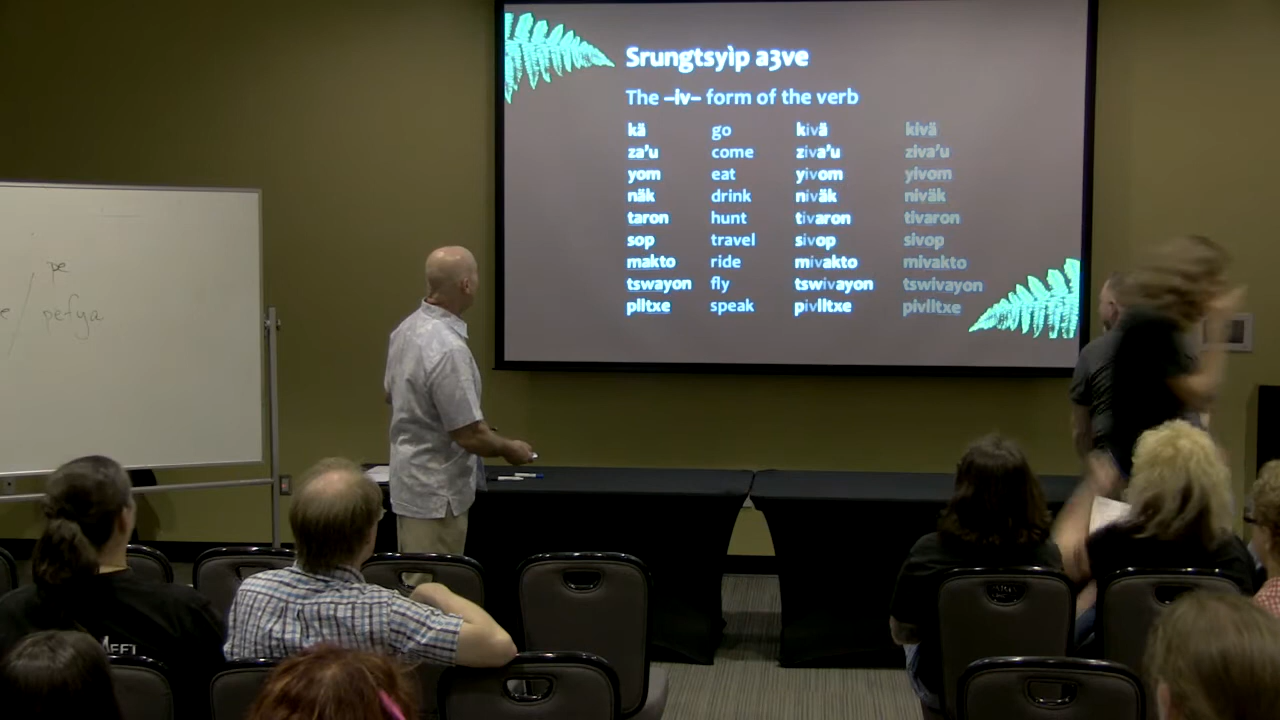 Srungtsyìp a3ve
The –iv– form of the verb
kä go kivä kivä
za'u come ziva'u ziva'u
yom eat yivom yivom
näk drink niväk niväk
taron hunt tivaron tivaron
sop travel sivop sivop
makto ride mivakto mivakto
tswayon fly tswivayon tswivayon
plltxe speak pivlltxe pivlltxe
pe
e / pefya